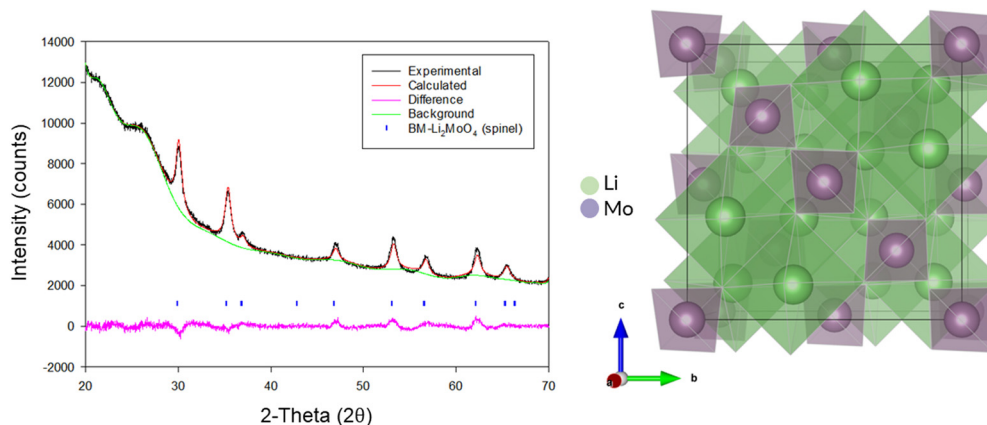 14000
12000
10000
8000
6000
4000
2000
0
-2000
Intensity (counts)
Experimental
Calculated
Difference
Background
BM-Li₂MoO₄ (spinel)
20 30 40 50 60 70
2-Theta (2θ)
Li
Mo
c
a
b